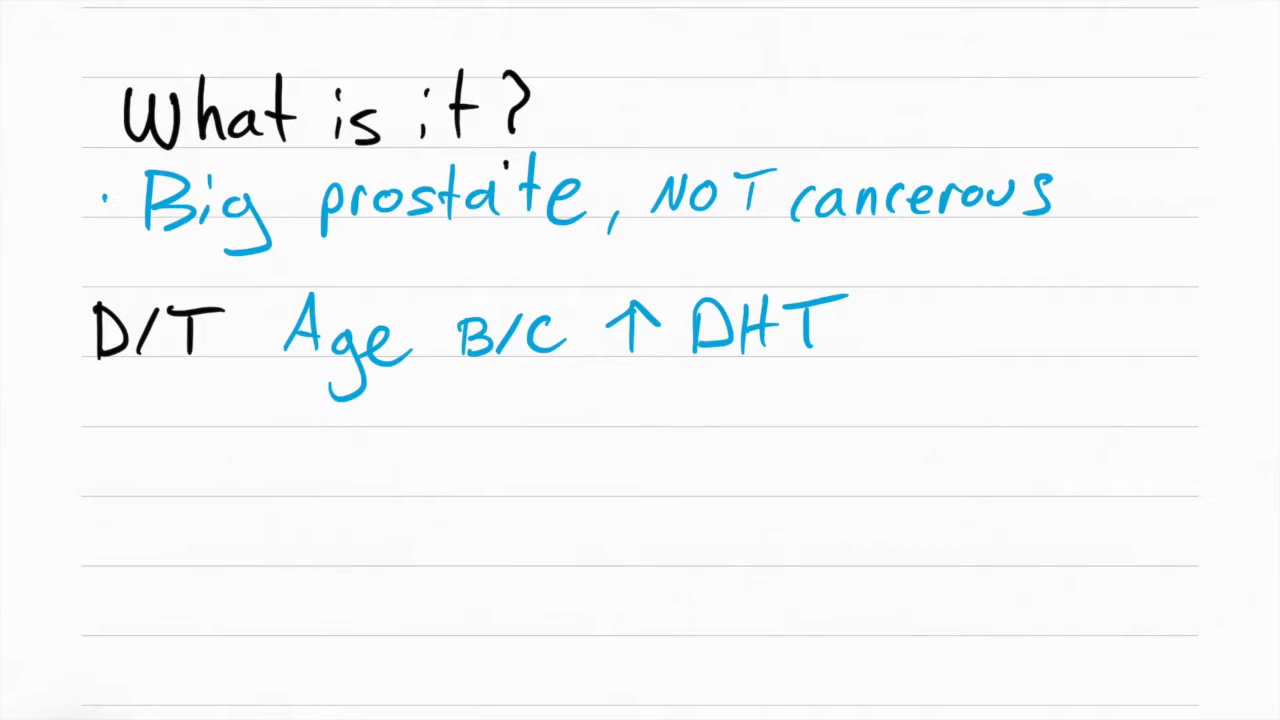 What is it?
· Big prostate, NOT cancerous
D/T Age B/C ↑ DHT